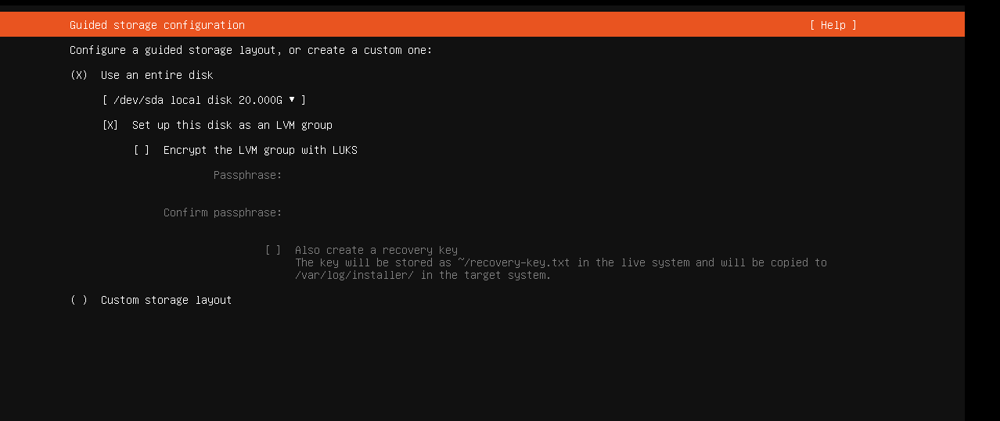 Guided storage configuration [ Help ]
Configure a guided storage layout, or create a custom one:
(X) Use an entire disk
[ /dev/sda local disk 20.000G ▾ ]
[X] Set up this disk as an LVM group
[ ] Encrypt the LVM group with LUKS
Passphrase:
Confirm passphrase:
[ ] Also create a recovery key
The key will be stored as ~/recovery-key.txt in the live system and will be copied to
/var/log/installer/ in the target system.
( ) Custom storage layout